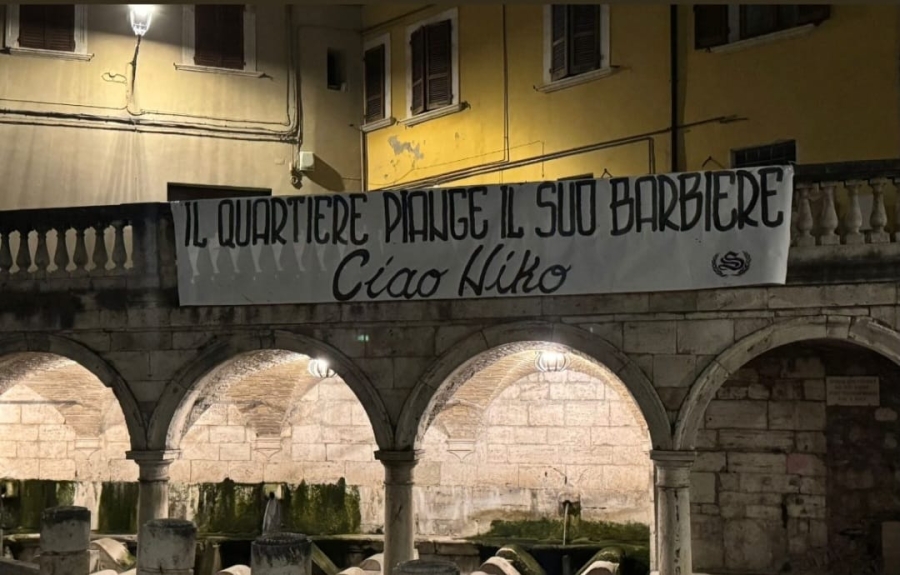 IL QUARTIERE PIANGE IL SUO BARBIERE
Ciao Niko
S